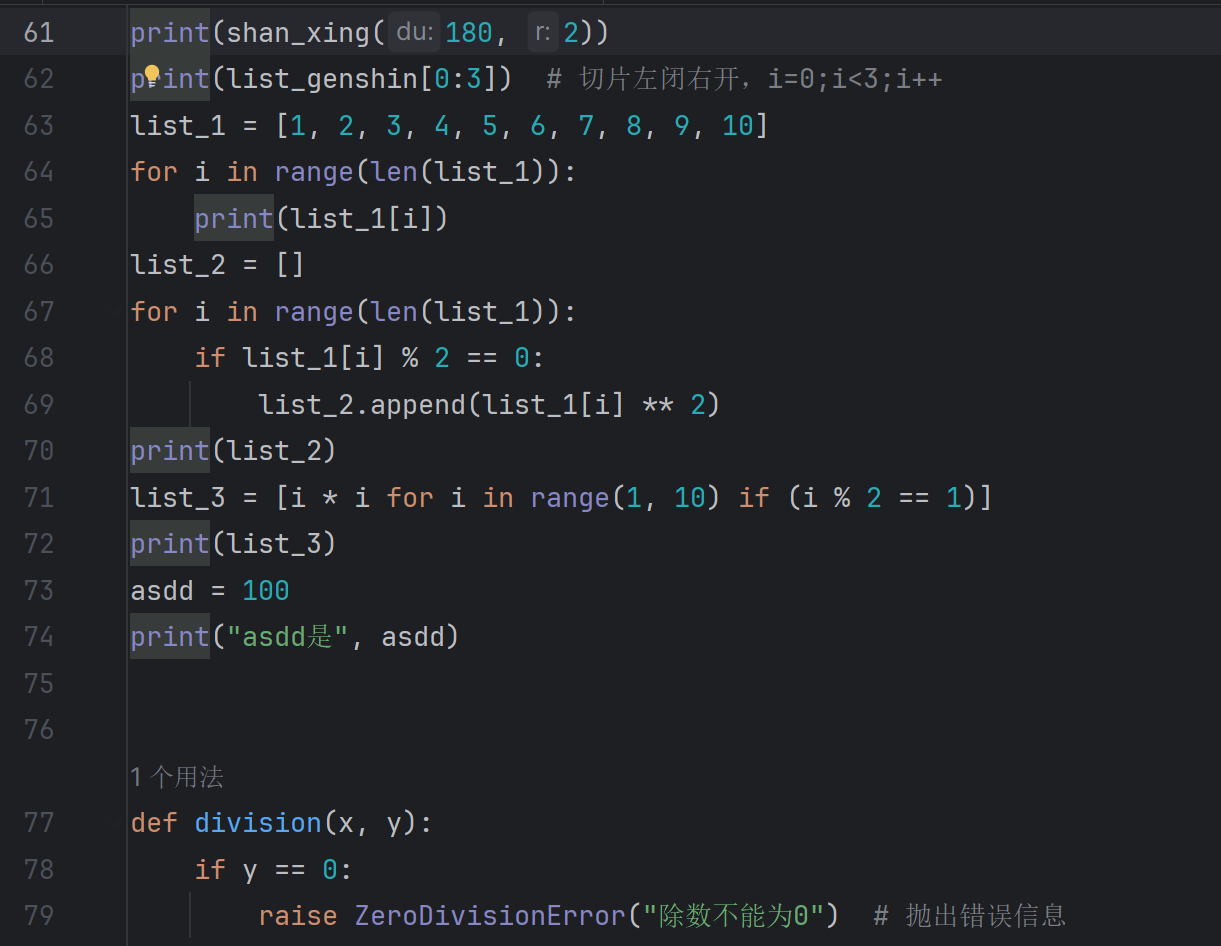 61 print(shan_xing( du: 180, r: 2))
62 print(list_genshin[0:3])  # 切片左闭右开，i=0;i<3;i++
63 list_1 = [1, 2, 3, 4, 5, 6, 7, 8, 9, 10]
64 for i in range(len(list_1)):
65     print(list_1[i])
66 list_2 = []
67 for i in range(len(list_1)):
68     if list_1[i] % 2 == 0:
69         list_2.append(list_1[i] ** 2)
70 print(list_2)
71 list_3 = [i * i for i in range(1, 10) if (i % 2 == 1)]
72 print(list_3)
73 asdd = 100
74 print("asdd是", asdd)
75
76
1 个用法
77 def division(x, y):
78     if y == 0:
79         raise ZeroDivisionError("除数不能为0")  # 抛出错误信息